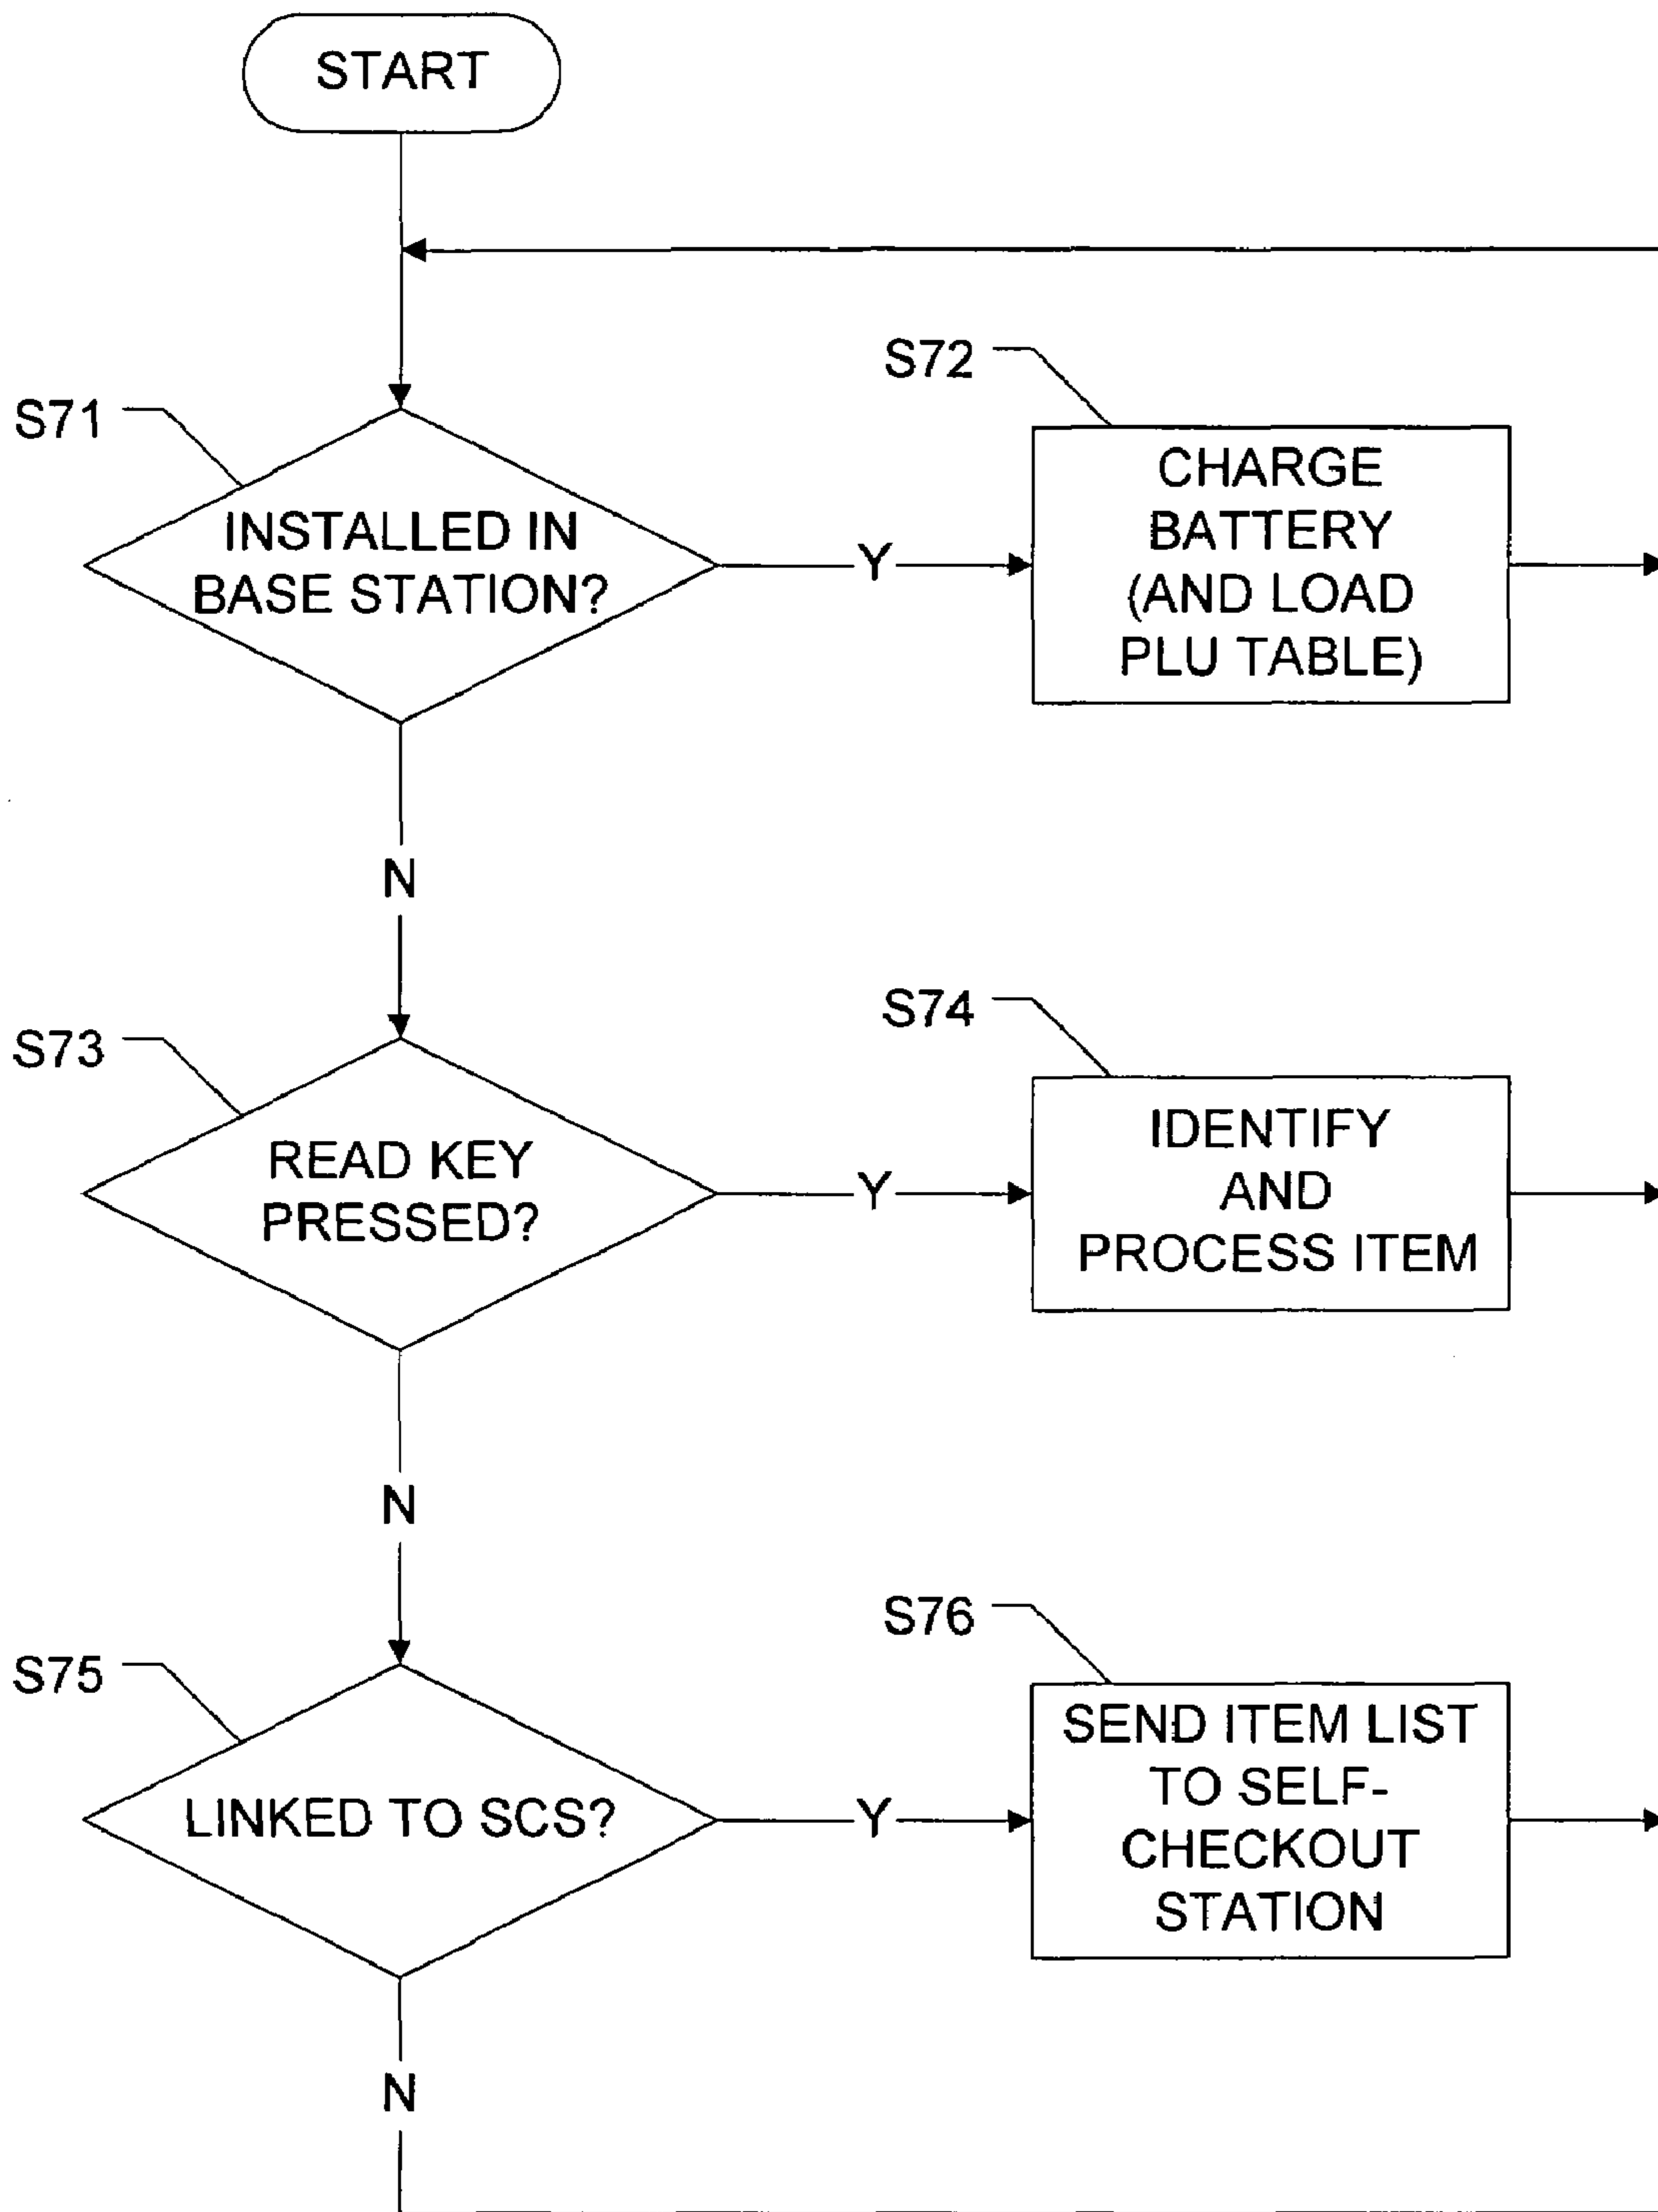 START
S71
INSTALLED IN
BASE STATION?
Y
S72
CHARGE
BATTERY
(AND LOAD
PLU TABLE)
N
S73
READ KEY
PRESSED?
Y
S74
IDENTIFY
AND
PROCESS ITEM
N
S75
LINKED TO SCS?
Y
S76
SEND ITEM LIST
TO SELF-
CHECKOUT
STATION
N